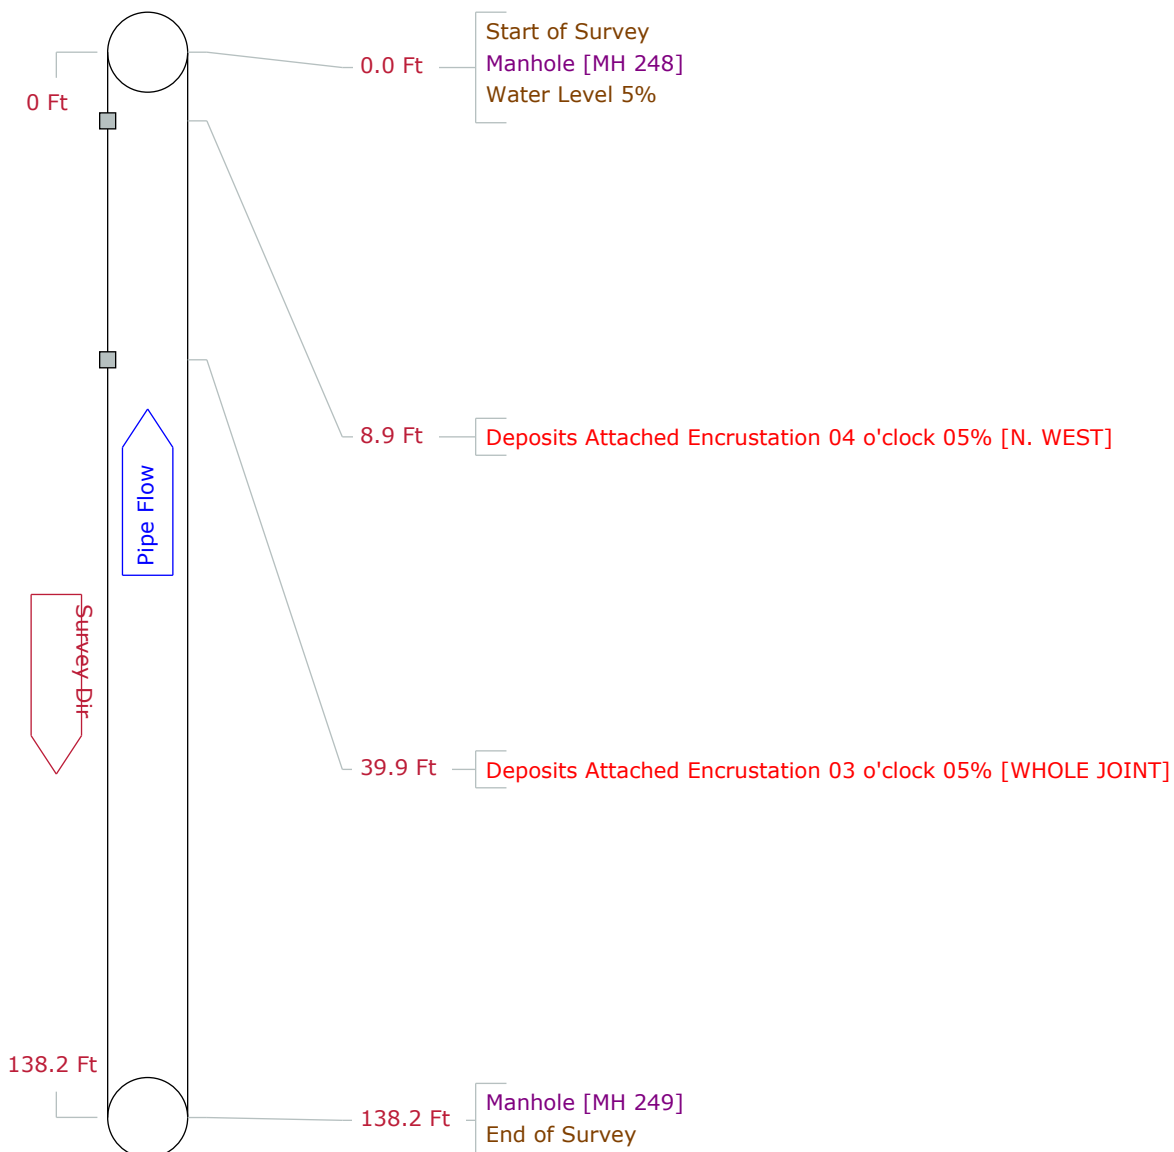 Start of Survey
0.0 Ft
Manhole [MH 248]
Water Level 5%
0 Ft
8.9 Ft
Deposits Attached Encrustation 04 o'clock 05% [N. WEST]
Pipe Flow
Survey Dir
39.9 Ft
Deposits Attached Encrustation 03 o'clock 05% [WHOLE JOINT]
138.2 Ft
138.2 Ft
Manhole [MH 249]
End of Survey